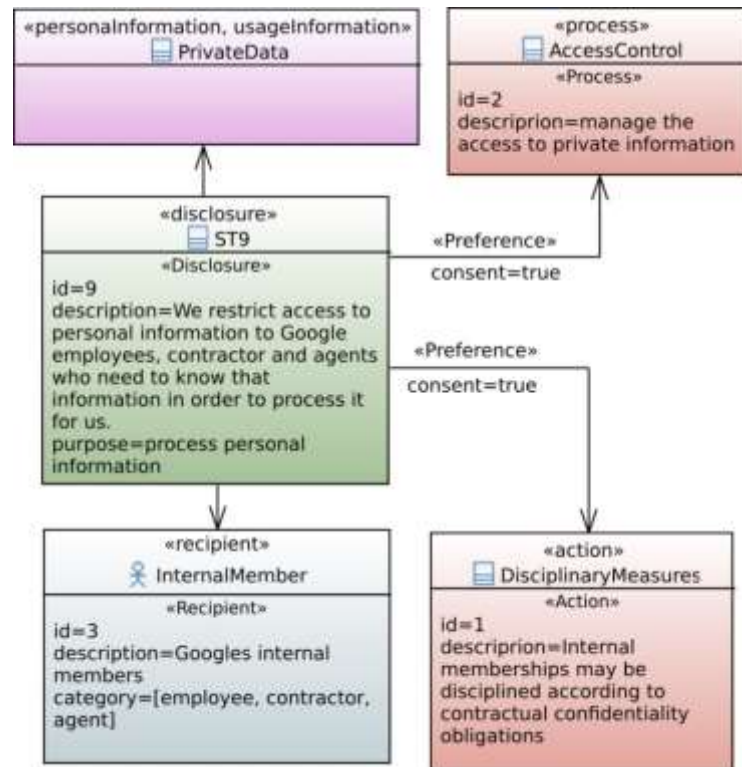 «personalInformation, usageInformation»
PrivateData
«process»
AccessControl
«Process»
id=2
descriprion=manage the
access to private information
«disclosure»
ST9
«Disclosure»
id=9
description=We restrict access to
personal information to Google
employees, contractor and agents
who need to know that
information in order to process it
for us.
purpose=process personal
information
«Preference»
consent=true
«Preference»
consent=true
«recipient»
InternalMember
«Recipient»
id=3
description=Googles internal
members
category=[employee, contractor,
agent]
«action»
DisciplinaryMeasures
«Action»
id=1
descriprion=Internal
memberships may be
disciplined according to
contractual confidentiality
obligations